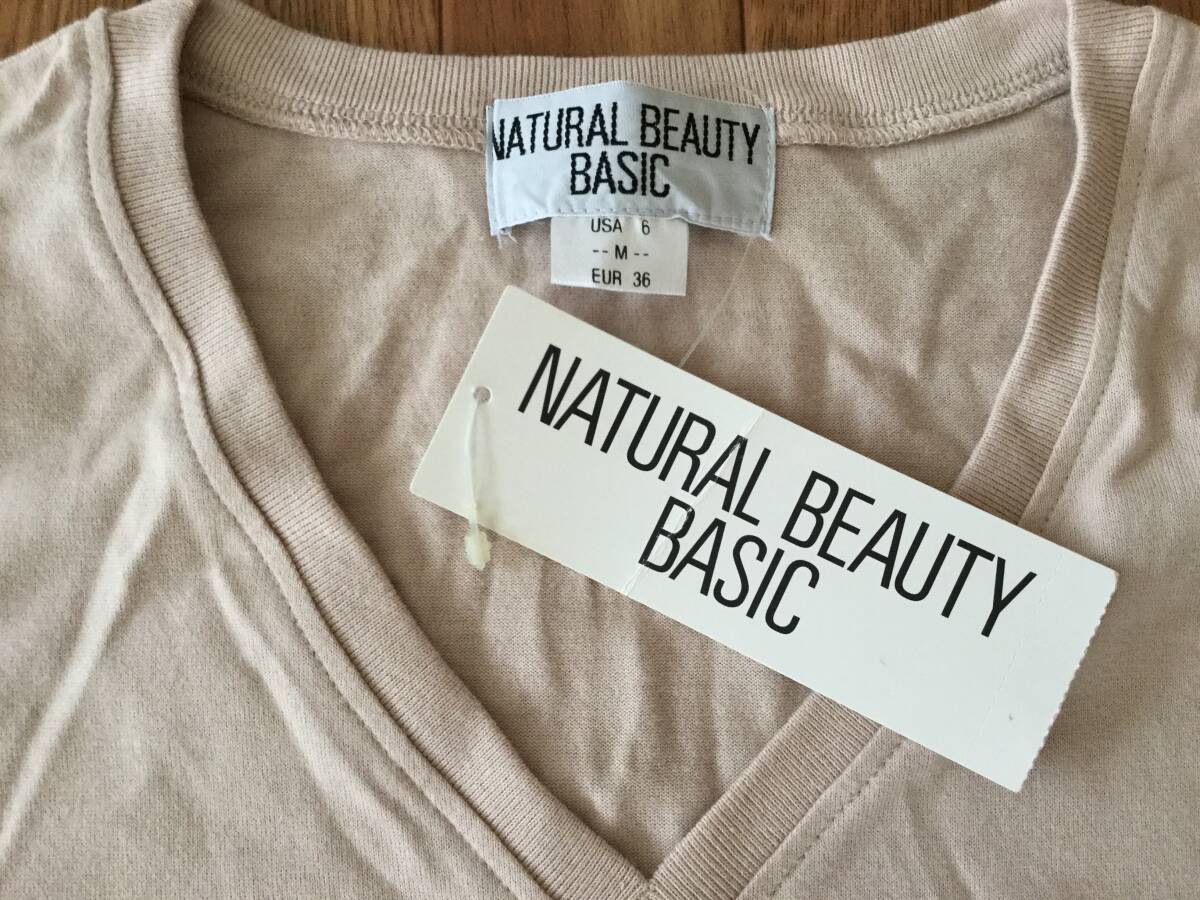 NATURAL BEAUTY
BASIC
USA 6
-- M --
EUR 36
NATURAL BEAUTY
BASIC